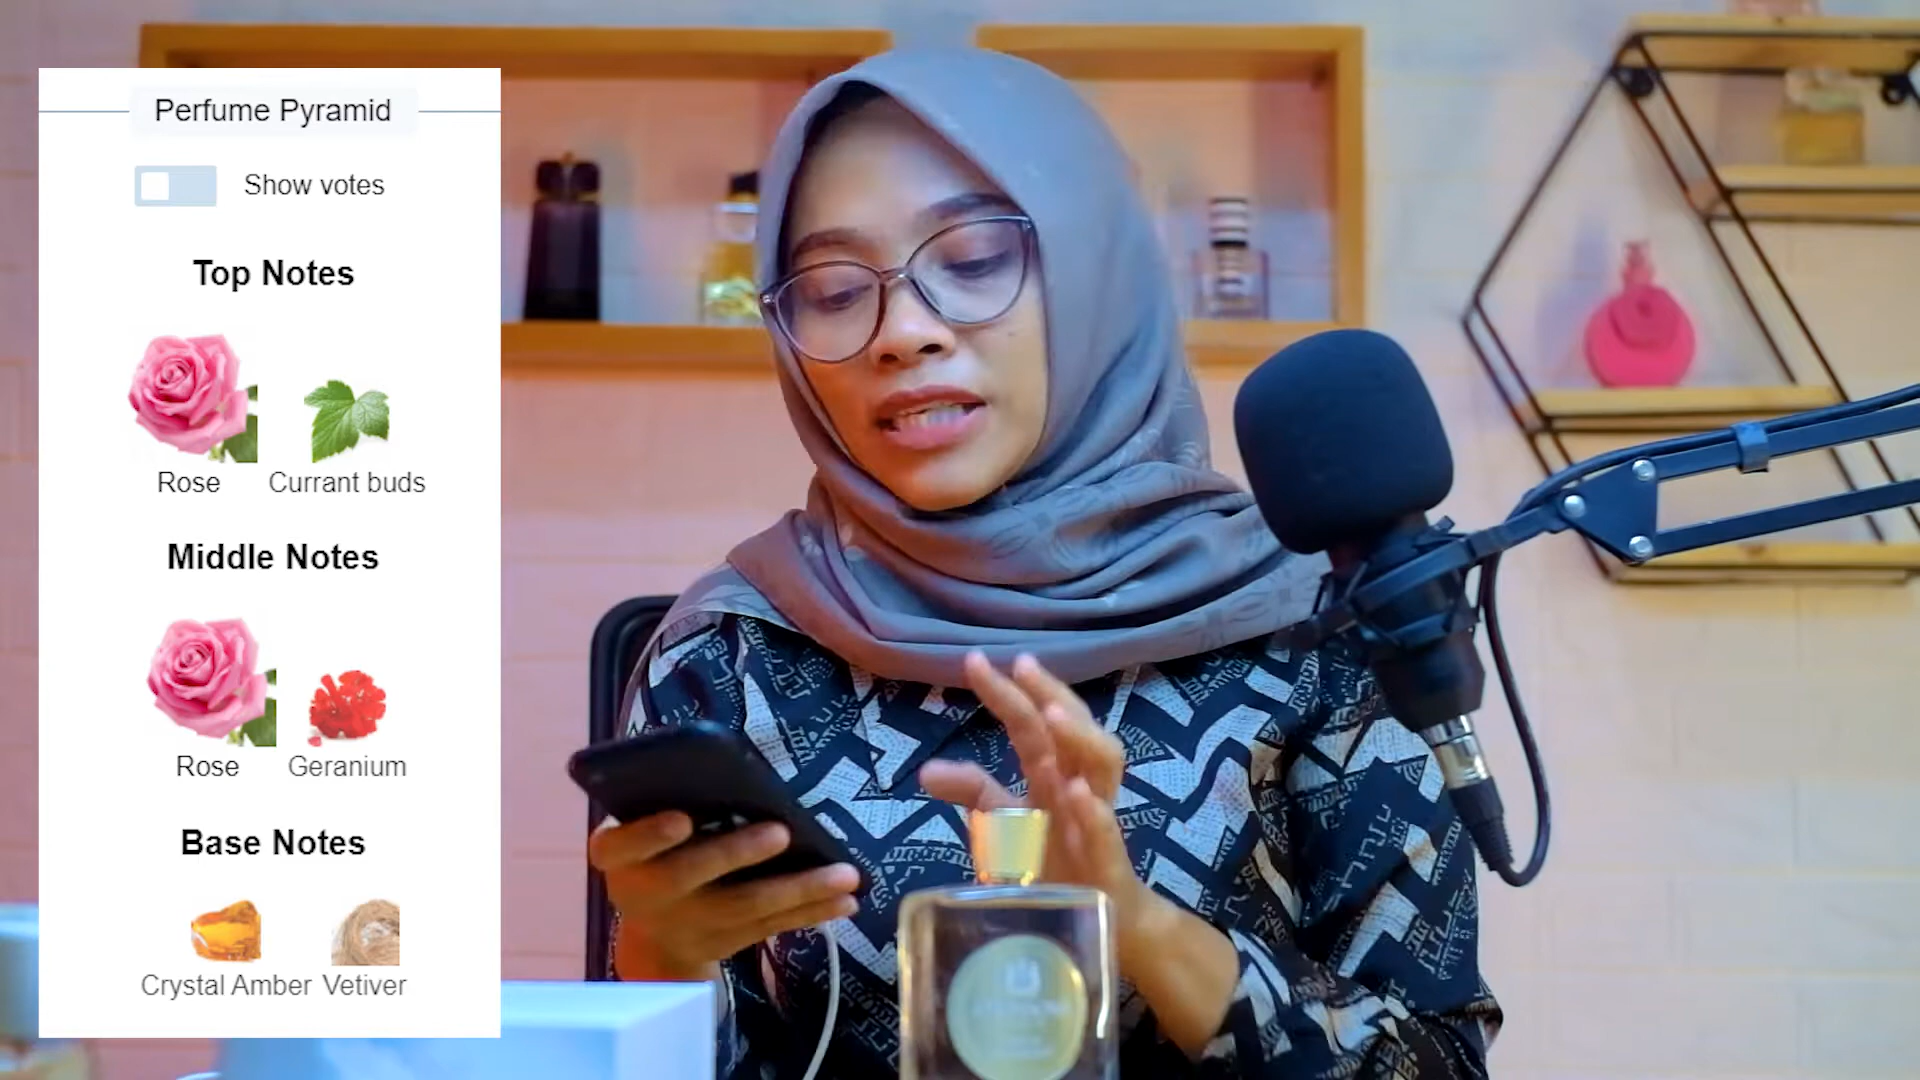 Perfume Pyramid
Show votes
Top Notes
Rose Currant buds
Middle Notes
Rose Geranium
Base Notes
Crystal Amber Vetiver